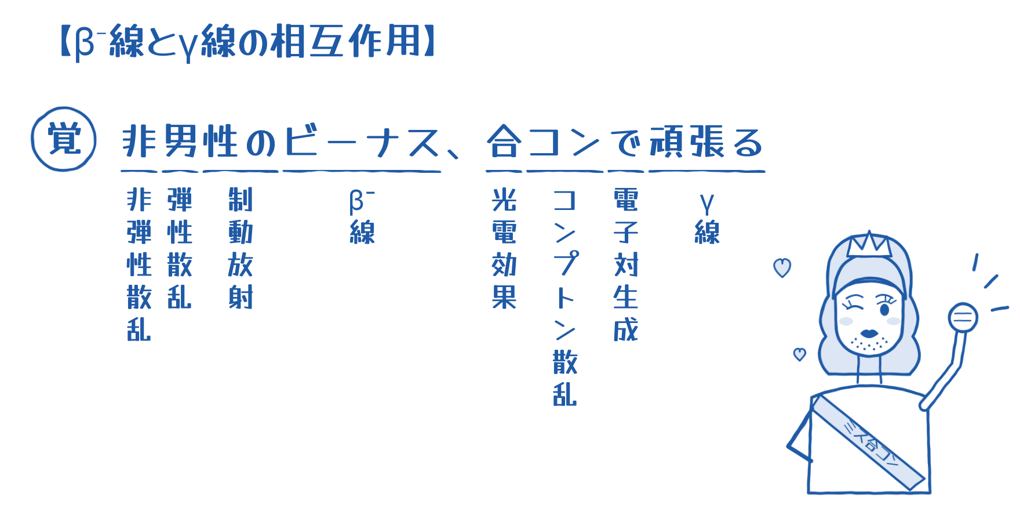 【β⁻線とγ線の相互作用】
覚 非男性のビーナス、合コンで頑張る
非弾性散乱
弾性散乱
制動放射
β⁻線
光電効果
コンプトン散乱
電子対生成
γ線
ミス合コン